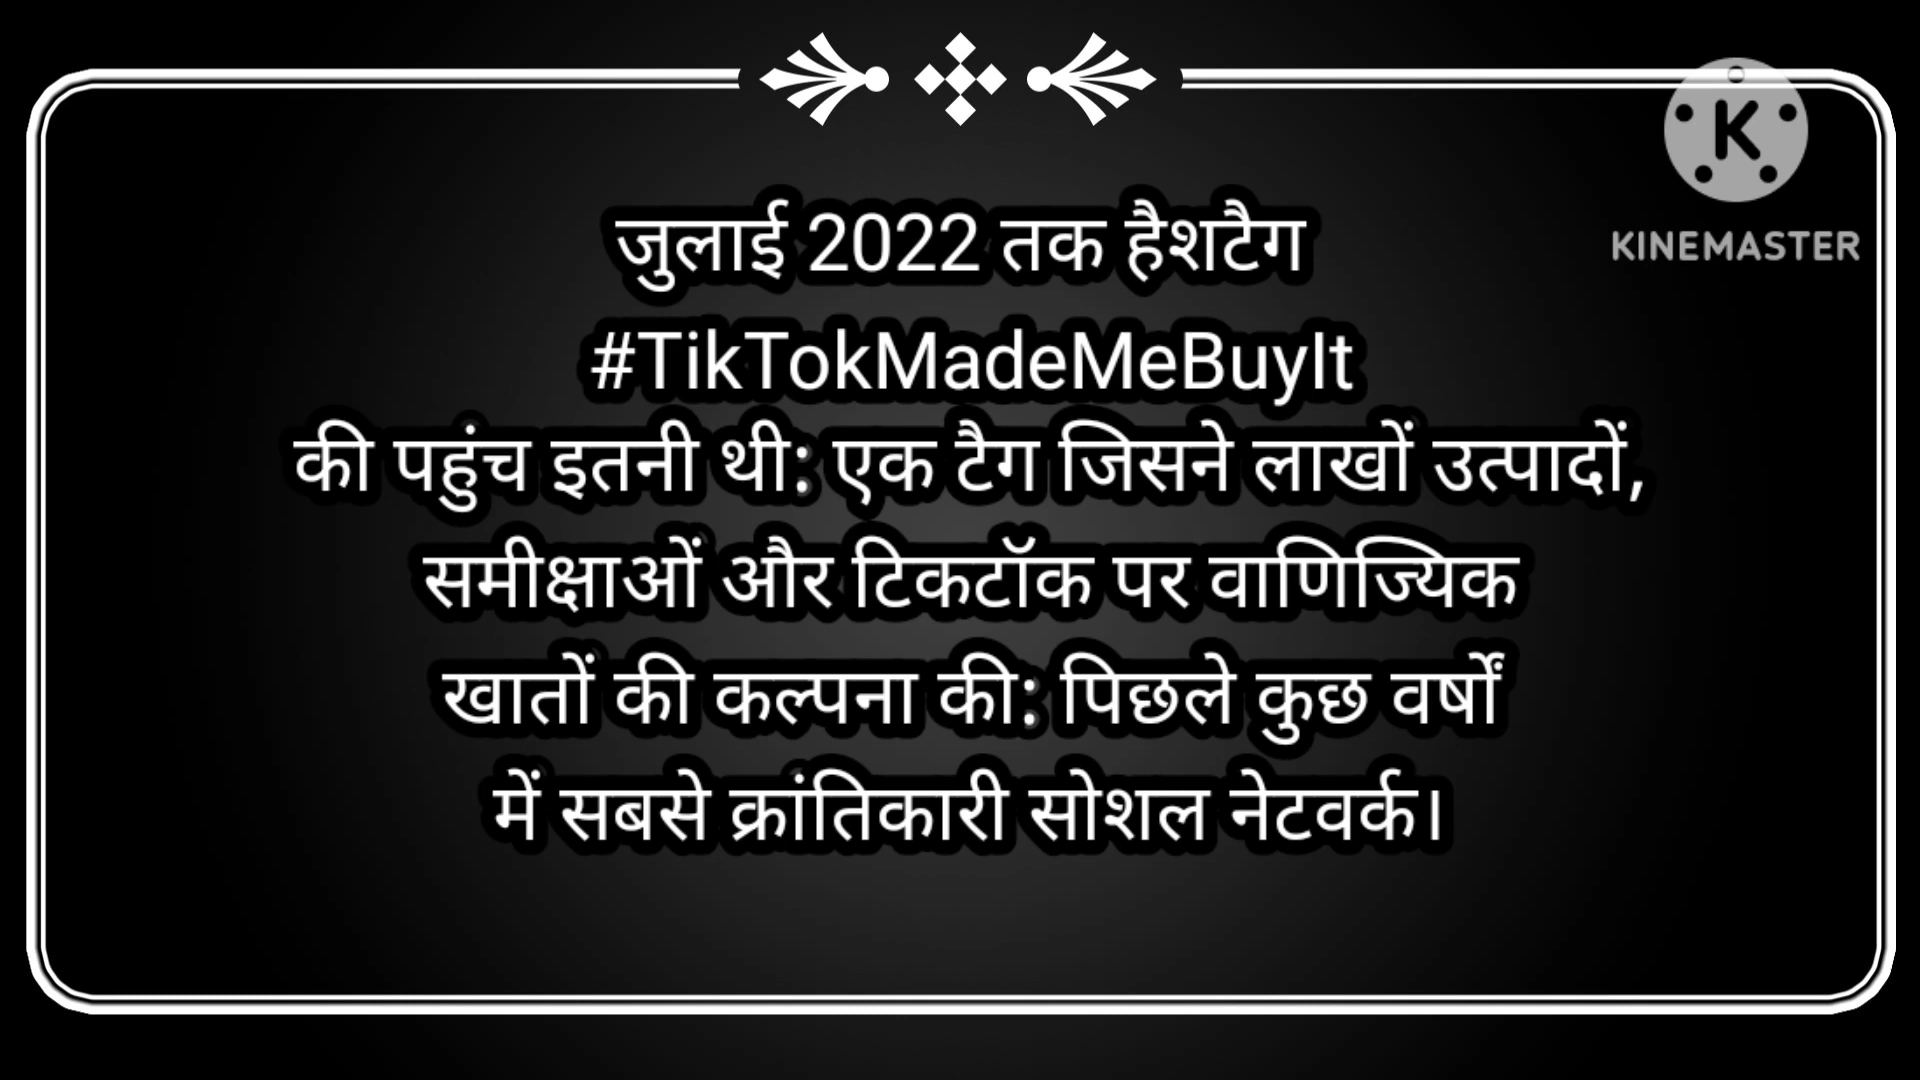 जुलाई 2022 तक हैशटैग
#TikTokMadeMeBuyIt
की पहुंच इतनी थी: एक टैग जिसने लाखों उत्पादों,
समीक्षाओं और टिकटॉक पर वाणिज्यिक
खातों की कल्पना की: पिछले कुछ वर्षों
में सबसे क्रांतिकारी सोशल नेटवर्क।
K
KINEMASTER